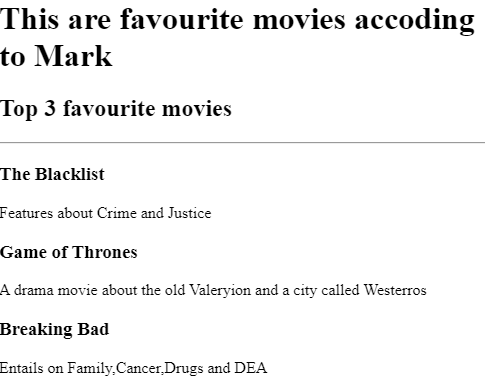 This are favourite movies accoding
to Mark
Top 3 favourite movies
The Blacklist
Features about Crime and Justice
Game of Thrones
A drama movie about the old Valeryion and a city called Westerros
Breaking Bad
Entails on Family,Cancer,Drugs and DEA